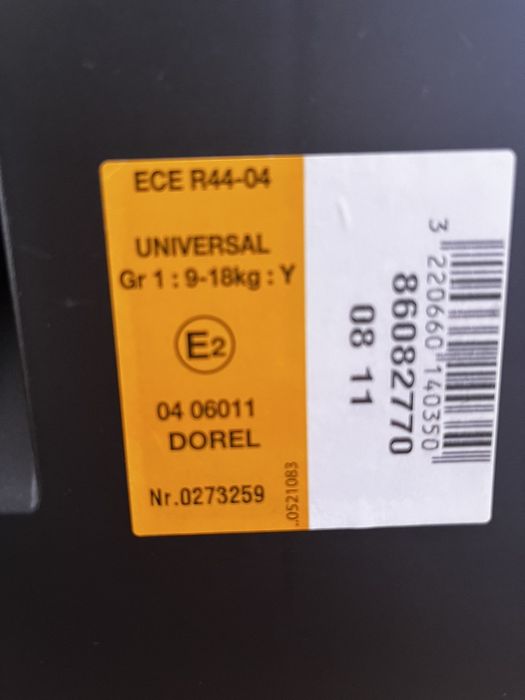 ECE R44-04
UNIVERSAL
Gr 1 : 9-18kg : Y
E2
04 06011
DOREL
Nr.0273259
0521083
08 11
86082770
3 220660 140350